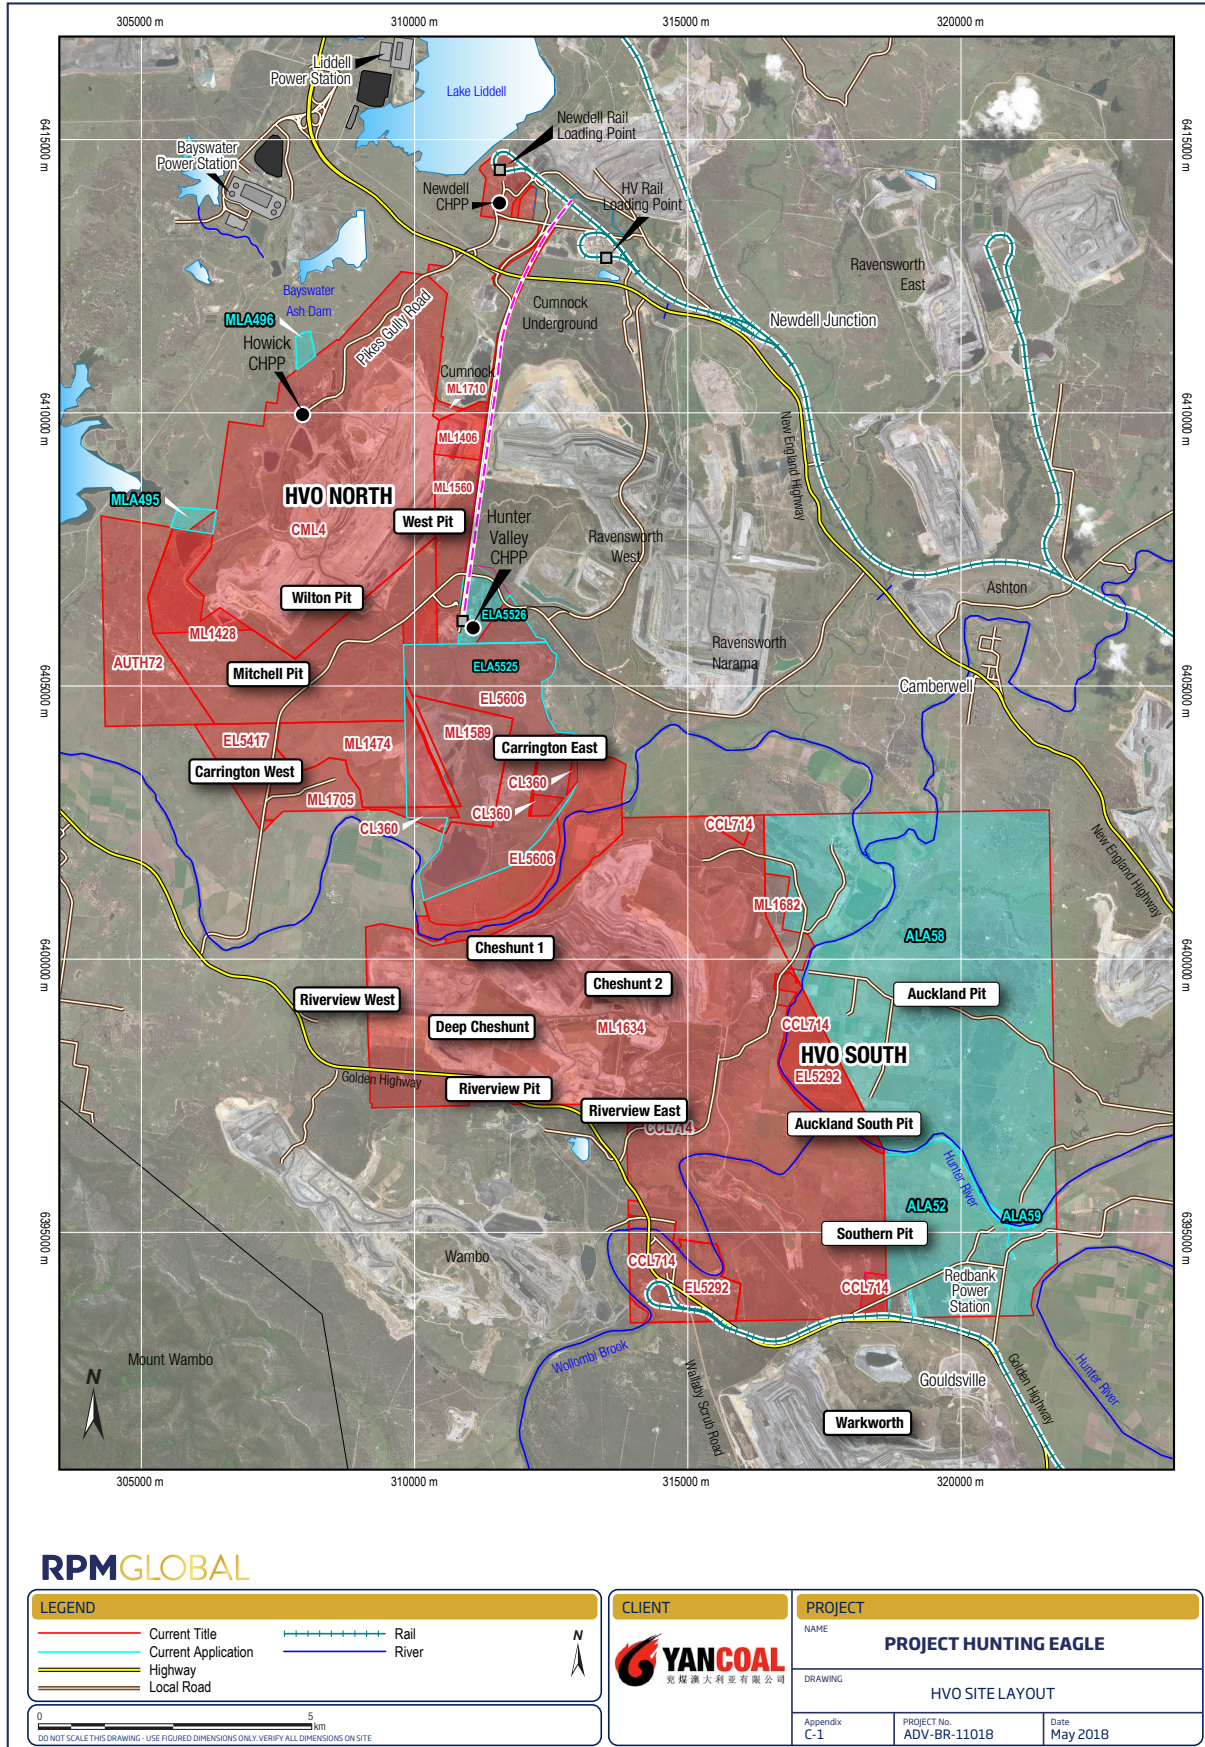 305000 m
310000 m
315000 m
320000 m
6415000 m
6410000 m
6405000 m
6400000 m
6395000 m
6415000 m
6410000 m
6405000 m
6400000 m
6395000 m
Liddell
Power Station
Lake Liddell
Newdell Rail
Loading Point
Bayswater
Power Station
Newdell
CHPP
HV Rail
Loading Point
Ravensworth
East
Bayswater
Ash Dam
MLA496
Howick
CHPP
Pikes Gully Road
Cumnock
Underground
Newdell Junction
Cumnock
ML1710
New England Highway
ML1406
ML1560
MLA495
HVO NORTH
CML4
West Pit
Hunter
Valley
CHPP
Ravensworth
West
Ashton
Wilton Pit
ELA5526
ML1428
AUTH72
Mitchell Pit
ELA5525
Ravensworth
Narama
Camberwell
EL5606
EL5417
ML1474
ML1589
Carrington East
Carrington West
CL360
ML1705
CL360
CL360
CCL714
EL5606
New England Highway
ML1682
ALA58
Cheshunt 1
Cheshunt 2
Auckland Pit
Riverview West
Deep Cheshunt
ML1634
CCL714
HVO SOUTH
EL5292
Golden Highway
Riverview Pit
Riverview East
CCL714
Auckland South Pit
Hunter River
ALA52
ALA59
Southern Pit
Wambo
CCL714
EL5292
CCL714
Redbank
Power
Station
Mount Wambo
Wollombi Brook
Wallaby Scrub Road
Gouldsville
Golden Highway
Hunter River
Warkworth
N
305000 m
310000 m
315000 m
320000 m
RPMGLOBAL
LEGEND
Current Title
Current Application
Highway
Local Road
Rail
River
N
0 5
km
DO NOT SCALE THIS DRAWING - USE FIGURED DIMENSIONS ONLY. VERIFY ALL DIMENSIONS ON SITE
CLIENT
YANCOAL
兖煤澳大利亚有限公司
PROJECT
NAME
PROJECT HUNTING EAGLE
DRAWING
HVO SITE LAYOUT
Appendix
C-1
PROJECT No.
ADV-BR-11018
Date
May 2018